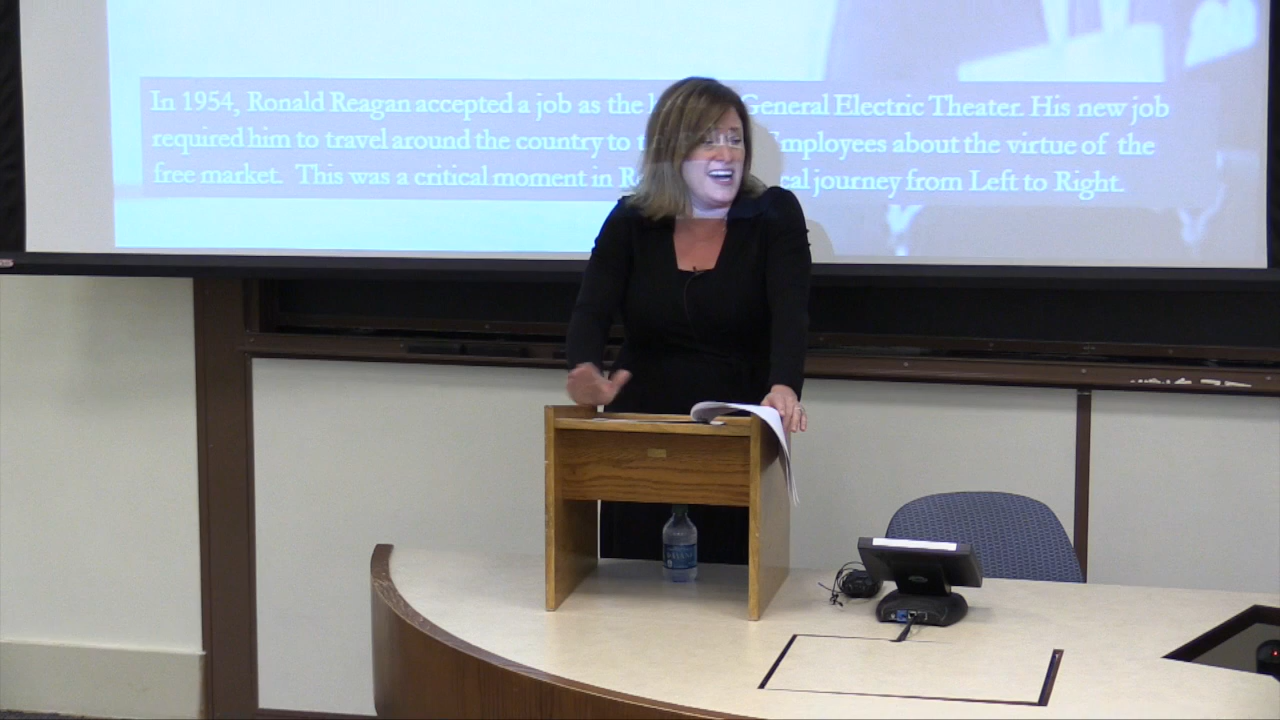 In 1954, Ronald Reagan accepted a job as the General Electric Theater. His new job
required him to travel around the country to Employees about the virtue of the
free market. This was a critical moment in journey from Left to Right.